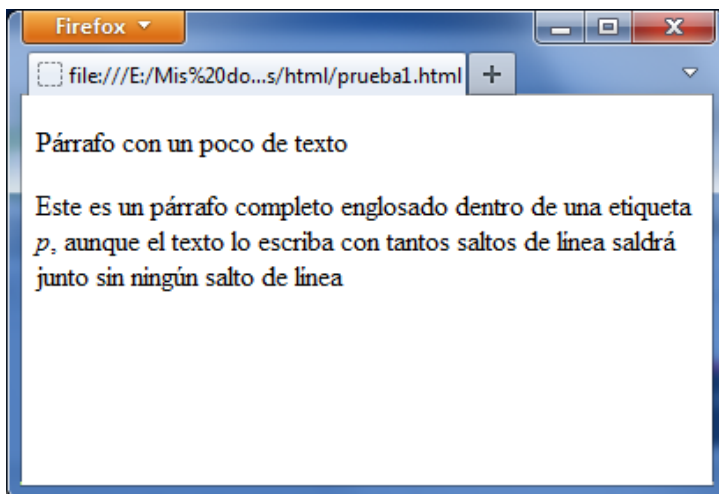 Firefox
file:///E:/Mis%20do...s/html/prueba1.html
Párrafo con un poco de texto
Este es un párrafo completo englosado dentro de una etiqueta
p, aunque el texto lo escriba con tantos saltos de línea saldrá
junto sin ningún salto de línea